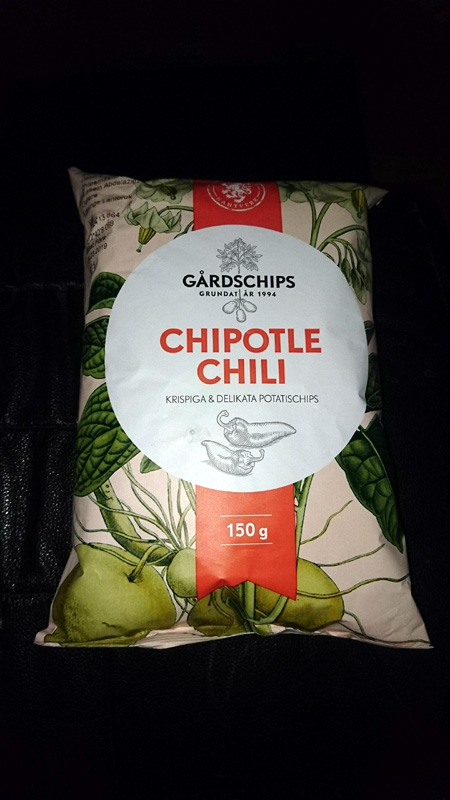 GÅRDSCHIPS
GRUNDAT ÅR 1994
CHIPOTLE
CHILI
KRISPIGA & DELIKATA POTATISCHIPS
150 g